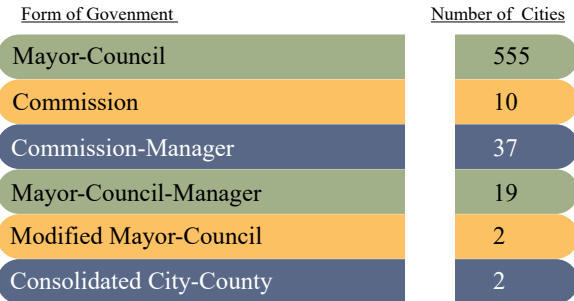 Form of Govenment Number of Cities
Mayor-Council 555
Commission 10
Commission-Manager 37
Mayor-Council-Manager 19
Modified Mayor-Council 2
Consolidated City-County 2